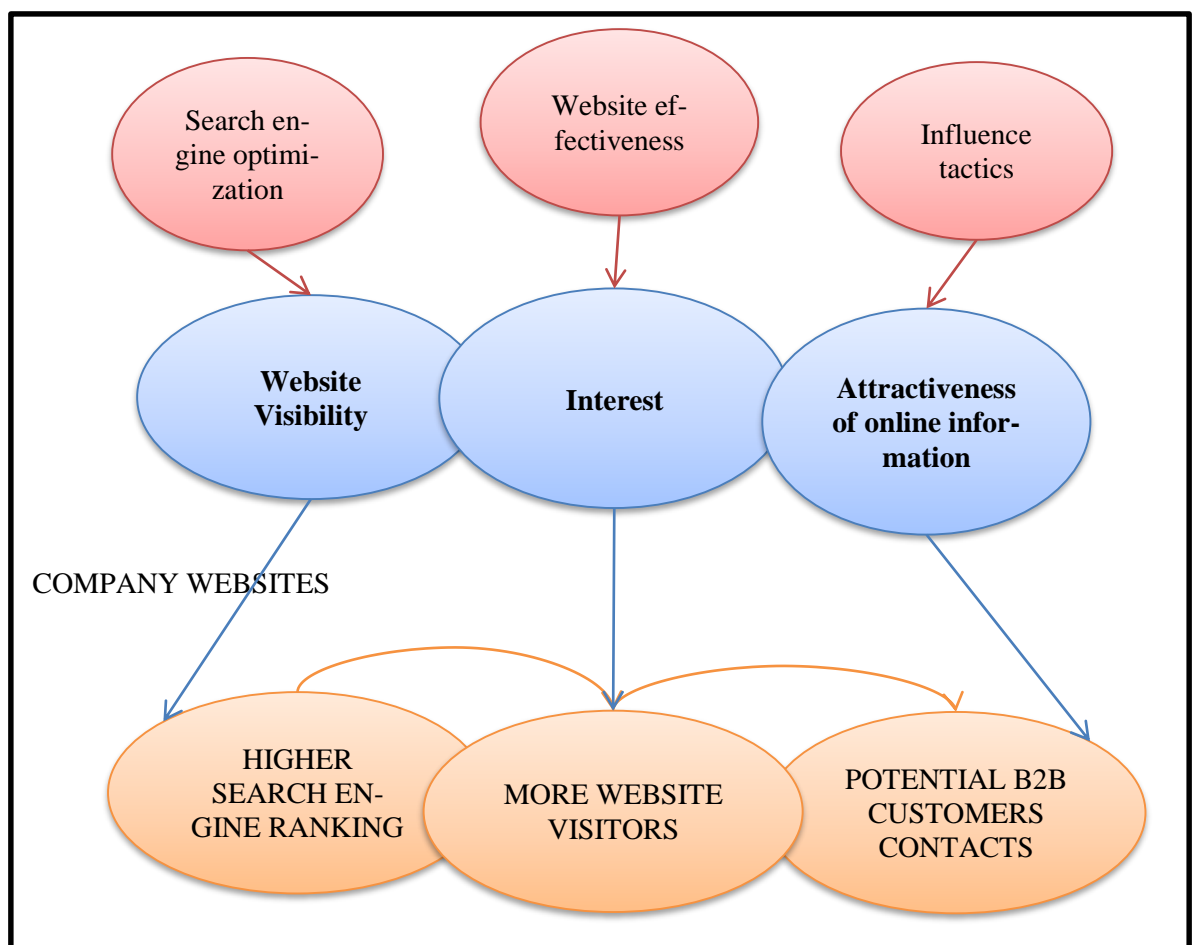 Search en-
gine optimi-
zation
Website ef-
fectiveness
Influence
tactics
Website
Visibility
Interest
Attractiveness
of online infor-
mation
COMPANY WEBSITES
HIGHER
SEARCH EN-
GINE RANKING
MORE WEBSITE
VISITORS
POTENTIAL B2B
CUSTOMERS
CONTACTS